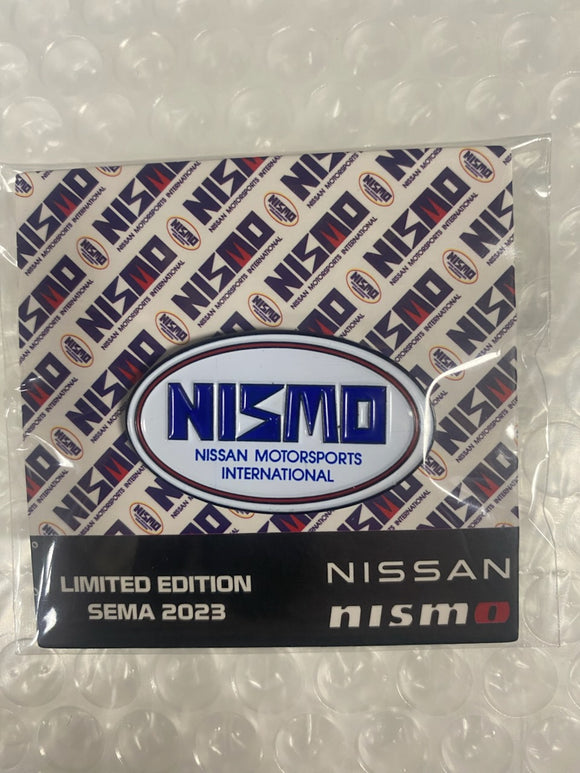 NISMO
NISSAN MOTORSPORTS
INTERNATIONAL
LIMITED EDITION
SEMA 2023
NISSAN
nismo